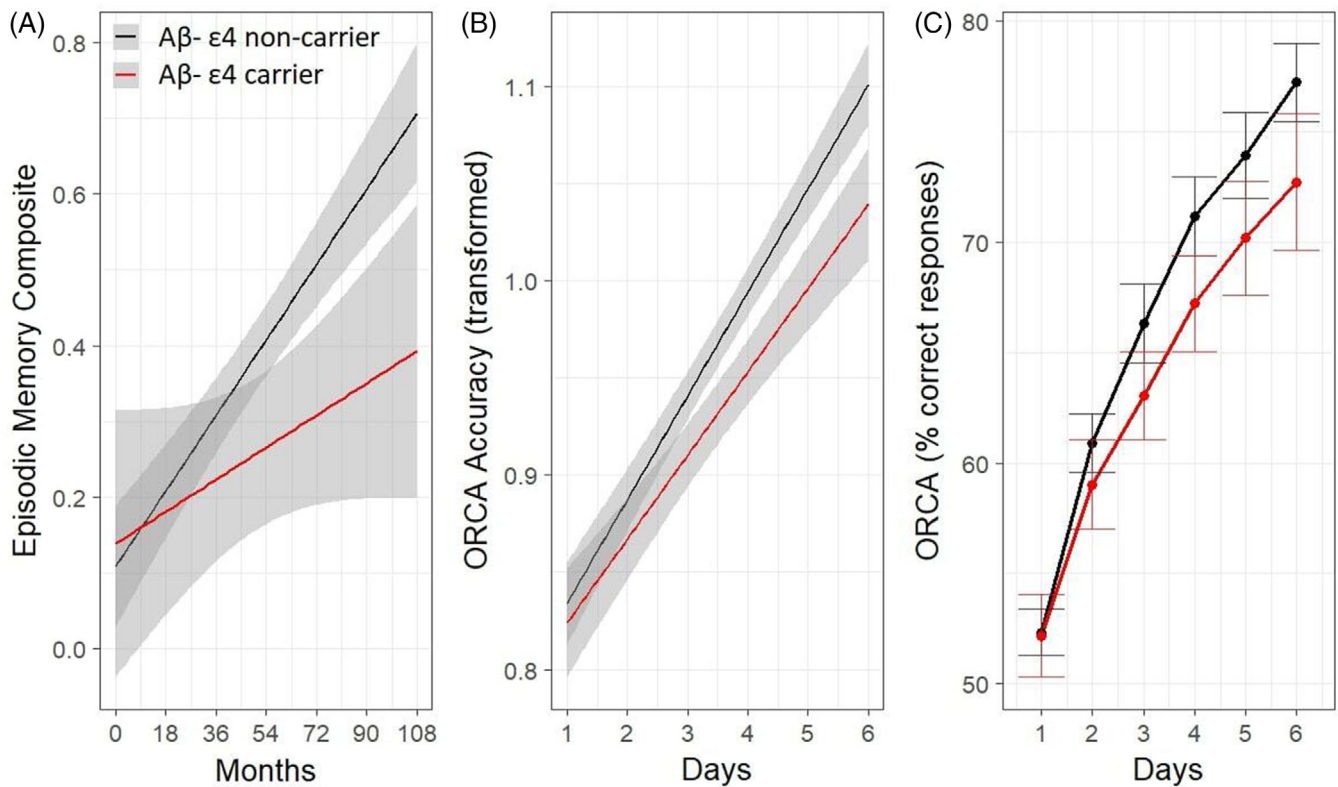 (A)
Aβ- ε4 non-carrier
Aβ- ε4 carrier
Episodic Memory Composite
0.8
0.6
0.4
0.2
0.0
0 18 36 54 72 90 108
Months
(B)
ORCA Accuracy (transformed)
1.1
1.0
0.9
0.8
1 2 3 4 5 6
Days
(C)
ORCA (% correct responses)
80
70
60
50
1 2 3 4 5 6
Days